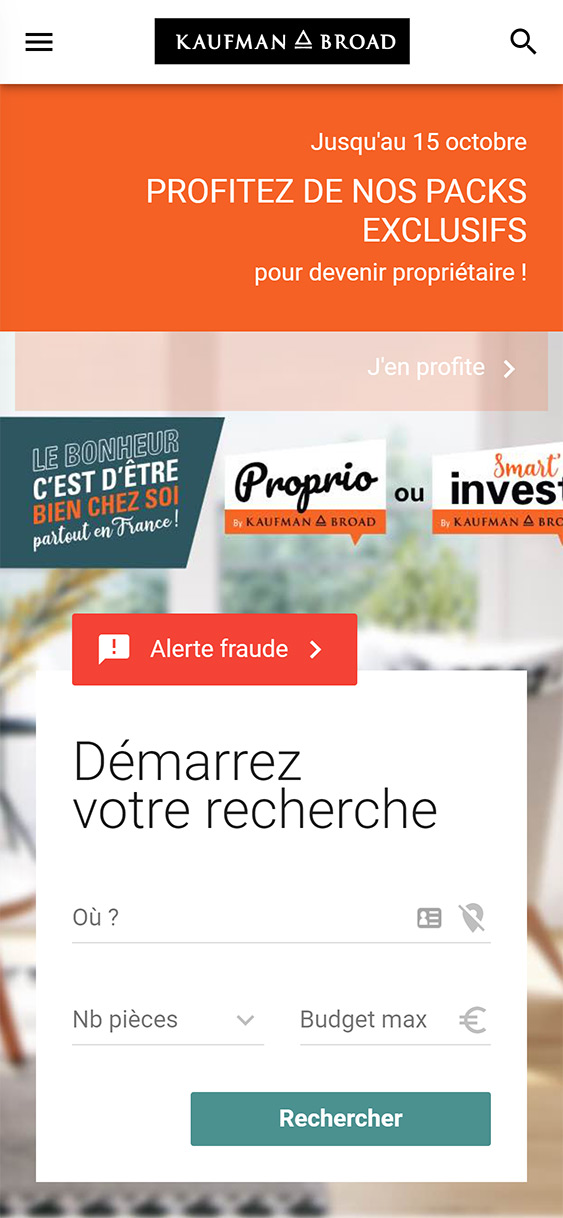 KAUFMAN BROAD
Jusqu'au 15 octobre
PROFITEZ DE NOS PACKS
EXCLUSIFS
pour devenir propriétaire !
J'en profite
LE BONHEUR
C'EST D'ÊTRE
BIEN CHEZ SOI
partout en France !
Proprio
By KAUFMAN BROAD
ou
Smart'
invest
By KAUFMAN BRO
Alerte fraude
Démarrez
votre recherche
Où ?
Nb pièces
Budget max €
Rechercher